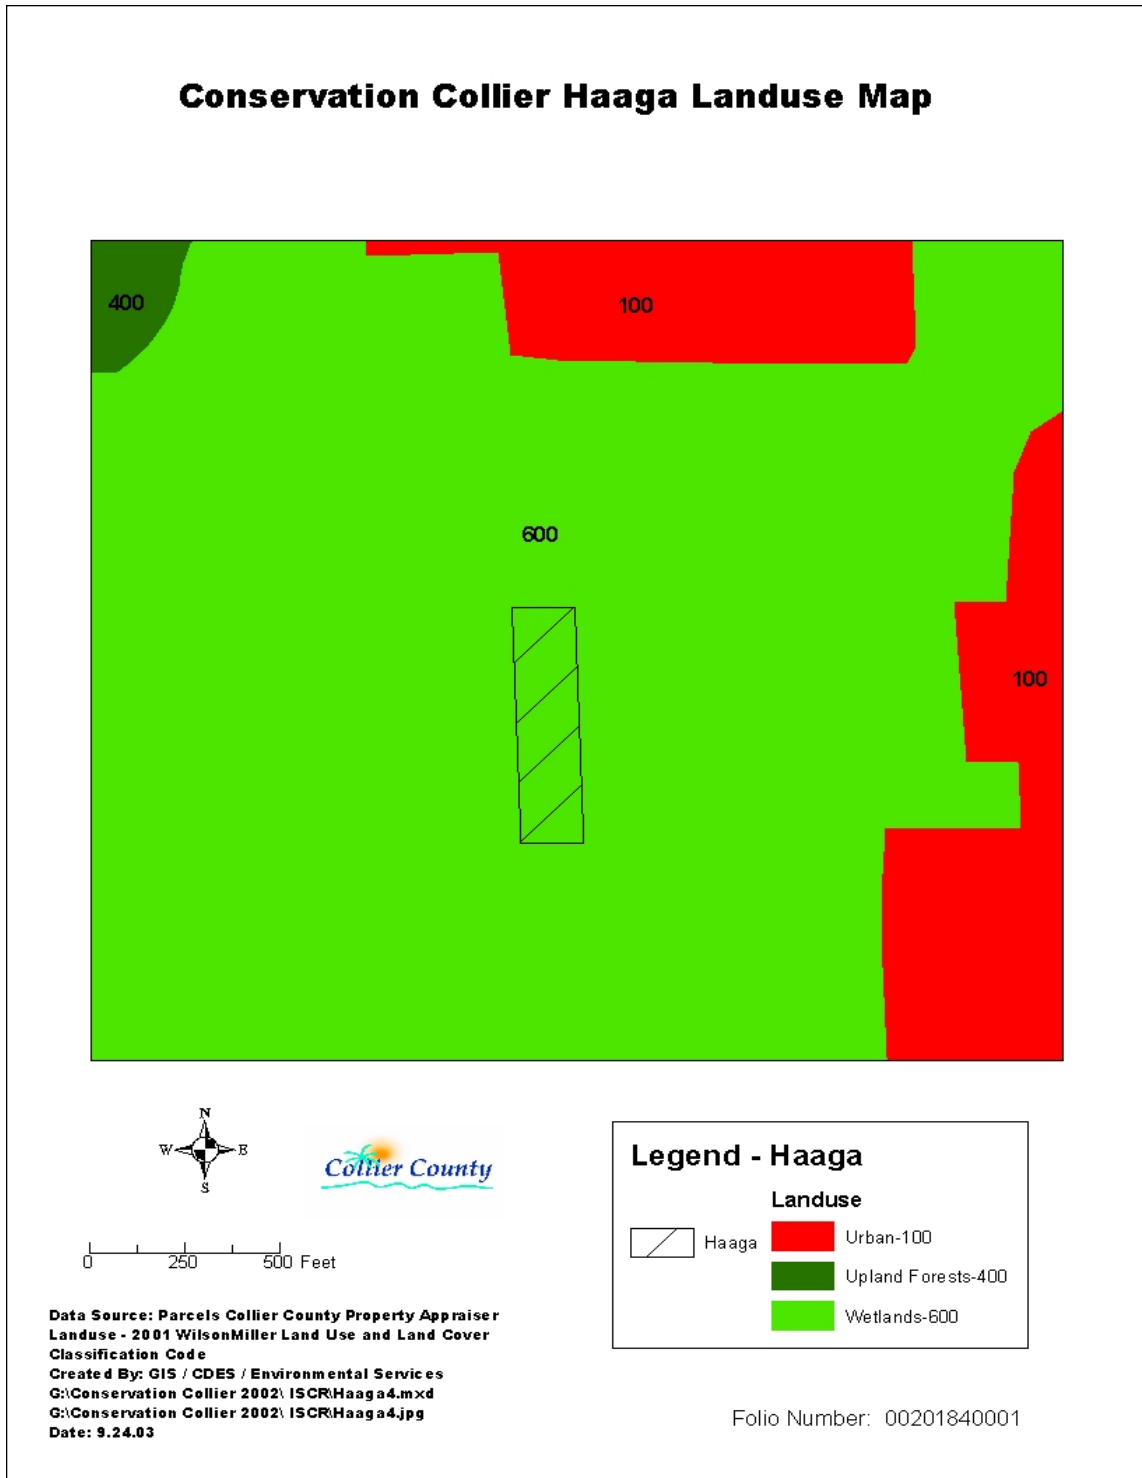 Conservation Collier Haaga Landuse Map
400
100
600
100
N
W E
S
Collier County
0 250 500 Feet
Legend - Haaga
Landuse
Haaga
Urban-100
Upland Forests-400
Wetlands-600
Data Source: Parcels Collier County Property Appraiser
Landuse - 2001 WilsonMiller Land Use and Land Cover
Classification Code
Created By: GIS / CDES / Environmental Services
G:\Conservation Collier 2002\ ISCR\Haaga4.mxd
G:\Conservation Collier 2002\ ISCR\Haaga4.jpg
Date: 9.24.03
Folio Number: 00201840001